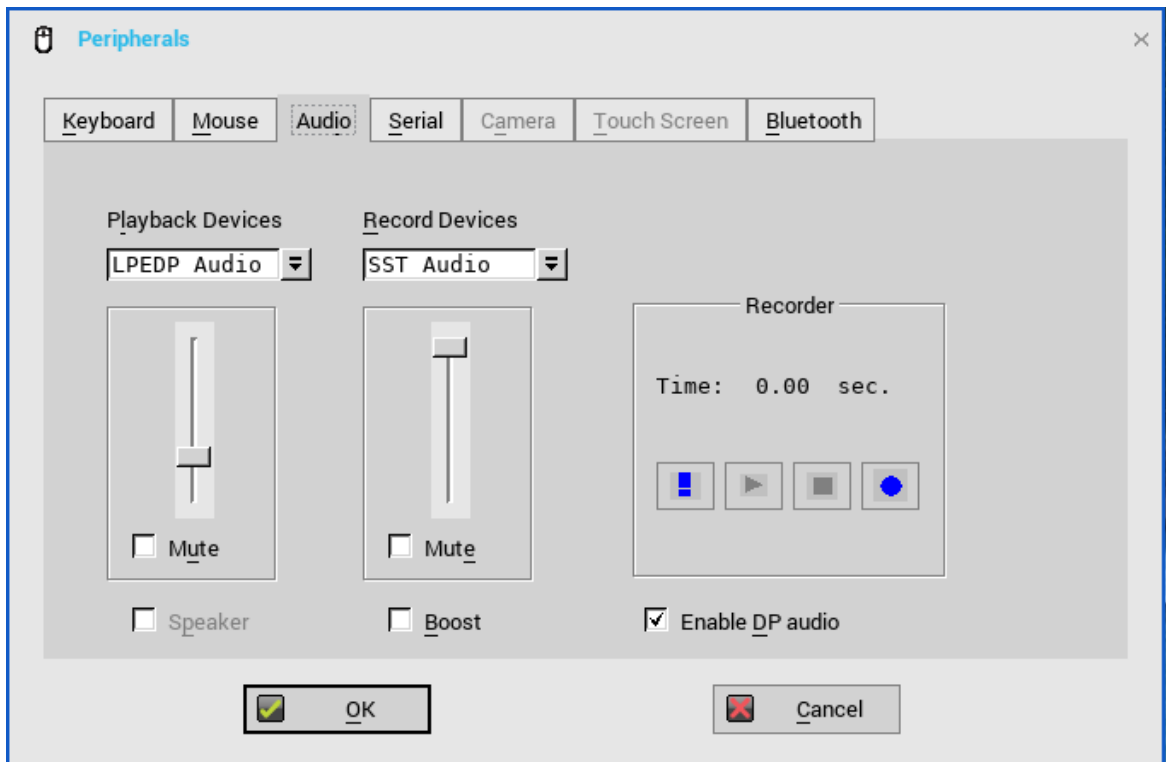 Peripherals
Keyboard Mouse Audio Serial Camera Touch Screen Bluetooth
Playback Devices Record Devices
LPEDP Audio SST Audio
Recorder
Time: 0.00 sec.
Mute Mute
Speaker Boost Enable DP audio
OK Cancel